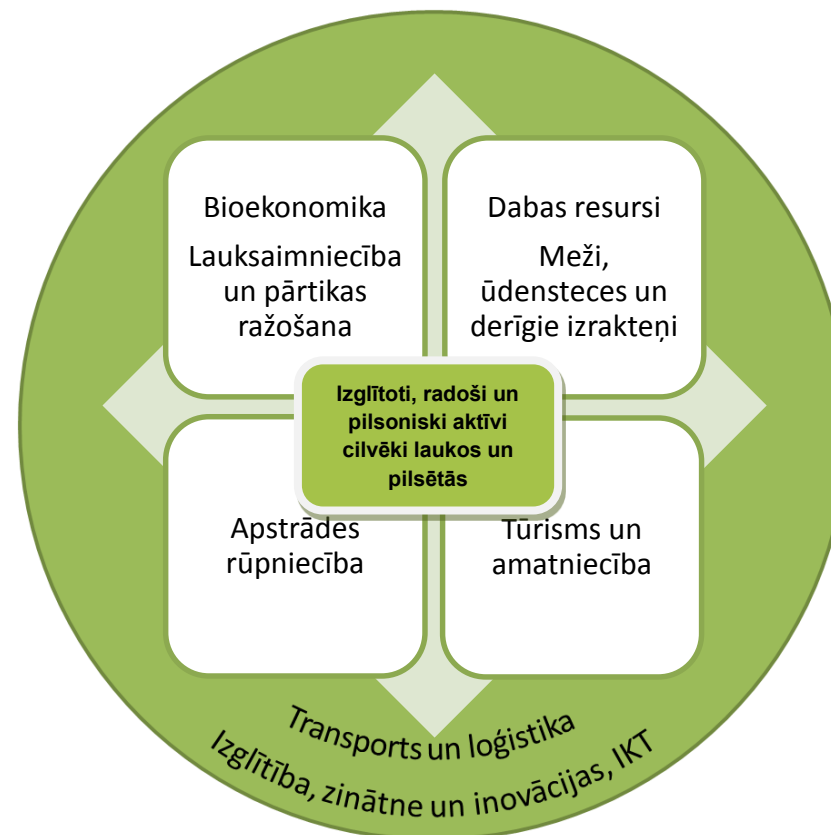 Bioekonomika
Lauksaimniecība
un pārtikas
ražošana
Dabas resursi
Meži,
ūdensteces un
derīgie izrakteņi
Izglītoti, radoši un
pilsoniski aktīvi
cilvēki laukos un
pilsētās
Apstrādes
rūpniecība
Tūrisms un
amatniecība
Transports un loģistika
Izglītība, zinātne un inovācijas, IKT